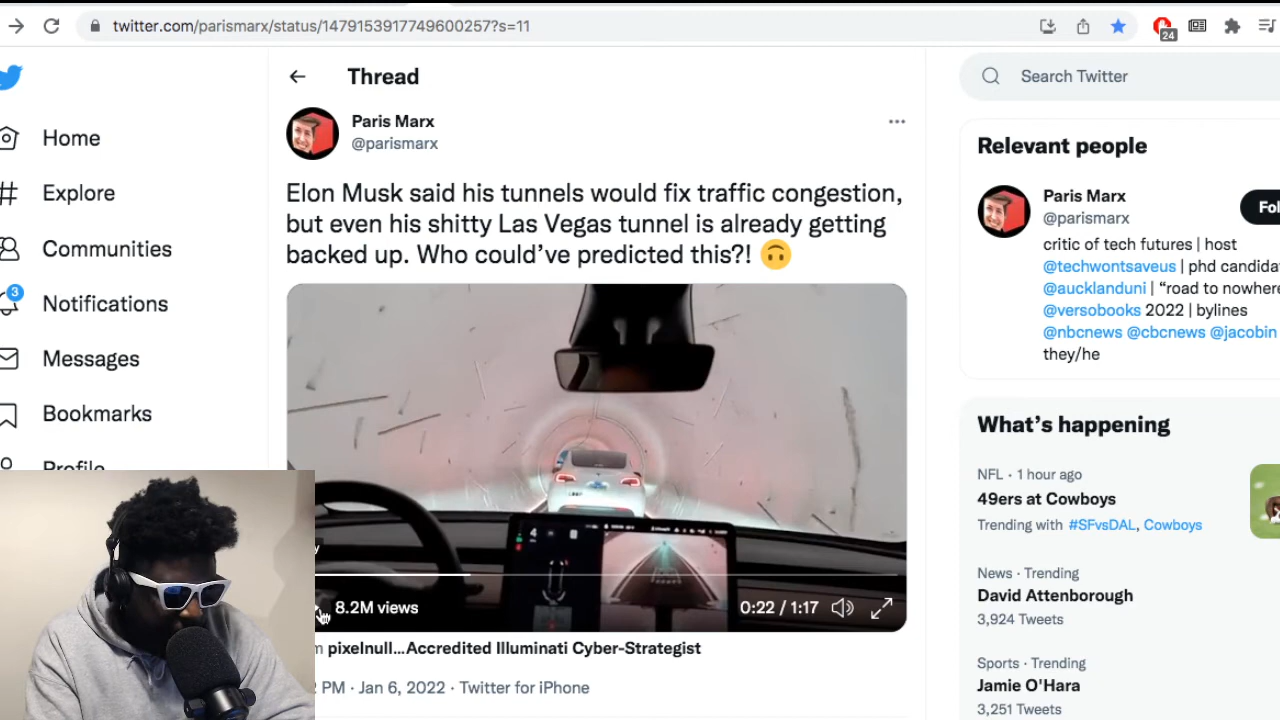 twitter.com/parismarx/status/1479153917749600257?s=11
24
Thread
Search Twitter
Home
Explore
Communities
3
Notifications
Messages
Bookmarks
Profile
Paris Marx
@parismarx
Elon Musk said his tunnels would fix traffic congestion,
but even his shitty Las Vegas tunnel is already getting
backed up. Who could've predicted this?! 🙃
8.2M views
0:22 / 1:17
pixelnull...Accredited Illuminati Cyber-Strategist
PM · Jan 6, 2022 · Twitter for iPhone
Relevant people
Paris Marx
@parismarx
Fol
critic of tech futures | host
@techwontsaveus | phd candida
@aucklanduni | “road to nowhere
@versobooks 2022 | bylines
@nbcnews @cbcnews @jacobin
they/he
What's happening
NFL · 1 hour ago
49ers at Cowboys
Trending with #SFvsDAL, Cowboys
News · Trending
David Attenborough
3,924 Tweets
Sports · Trending
Jamie O'Hara
3,251 Tweets